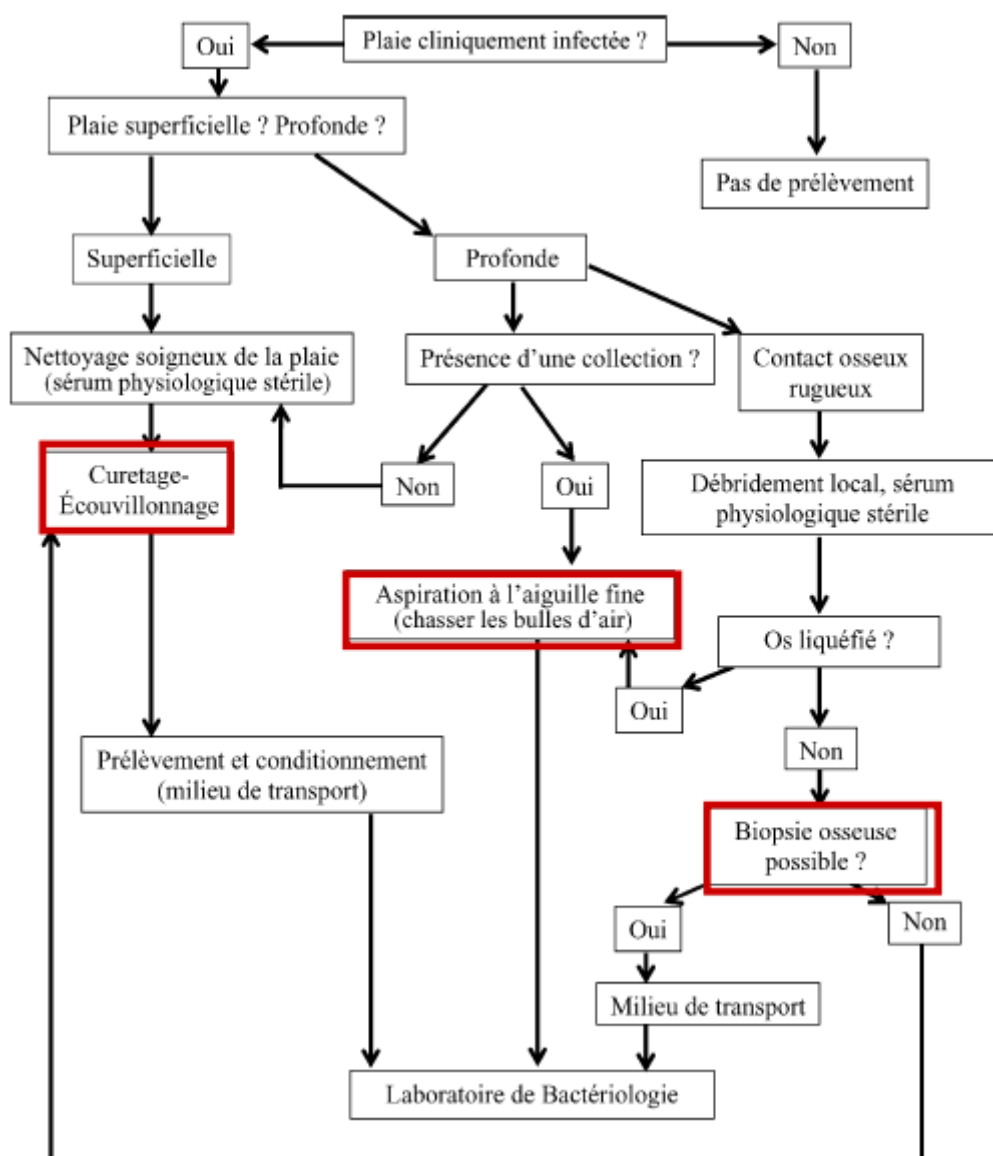 Plaie cliniquement infectée ?
Oui
Non
Plaie superficielle ? Profonde ?
Pas de prélèvement
Superficielle
Profonde
Nettoyage soigneux de la plaie
(sérum physiologique stérile)
Présence d’une collection ?
Contact osseux
rugueux
Curetage-
Écouvillonnage
Non
Oui
Débridement local, sérum
physiologique stérile
Aspiration à l’aiguille fine
(chasser les bulles d’air)
Os liquéfié ?
Oui
Non
Prélèvement et conditionnement
(milieu de transport)
Biopsie osseuse
possible ?
Oui
Non
Milieu de transport
Laboratoire de Bactériologie